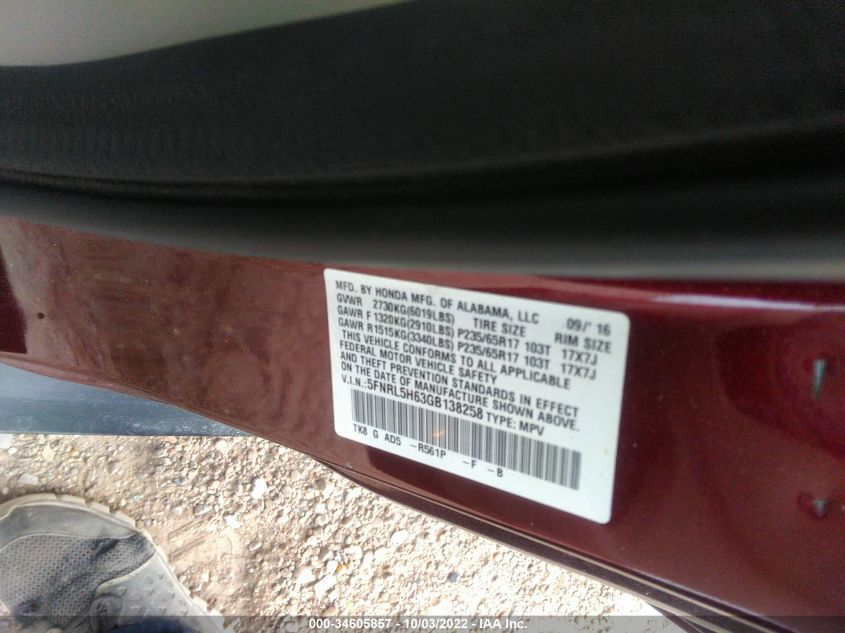 MFD. BY HONDA MFG. OF ALABAMA, LLC 09/'16
GVWR 2730KG(6019LBS) TIRE SIZE RIM SIZE
GAWR F1320KG(2910LBS) P235/65R17 103T 17X7J
GAWR R1515KG(3340LBS) P235/65R17 103T 17X7J
THIS VEHICLE CONFORMS TO ALL APPLICABLE
FEDERAL MOTOR VEHICLE SAFETY
AND THEFT PREVENTION STANDARDS IN EFFECT
ON THE DATE OF MANUFACTURE SHOWN ABOVE.
V.I.N.:5FNRL5H63GB138258 TYPE: MPV
TK8 G AD5 -R561P -F -B
000-34605857 - 10/03/2022 - IAA Inc.